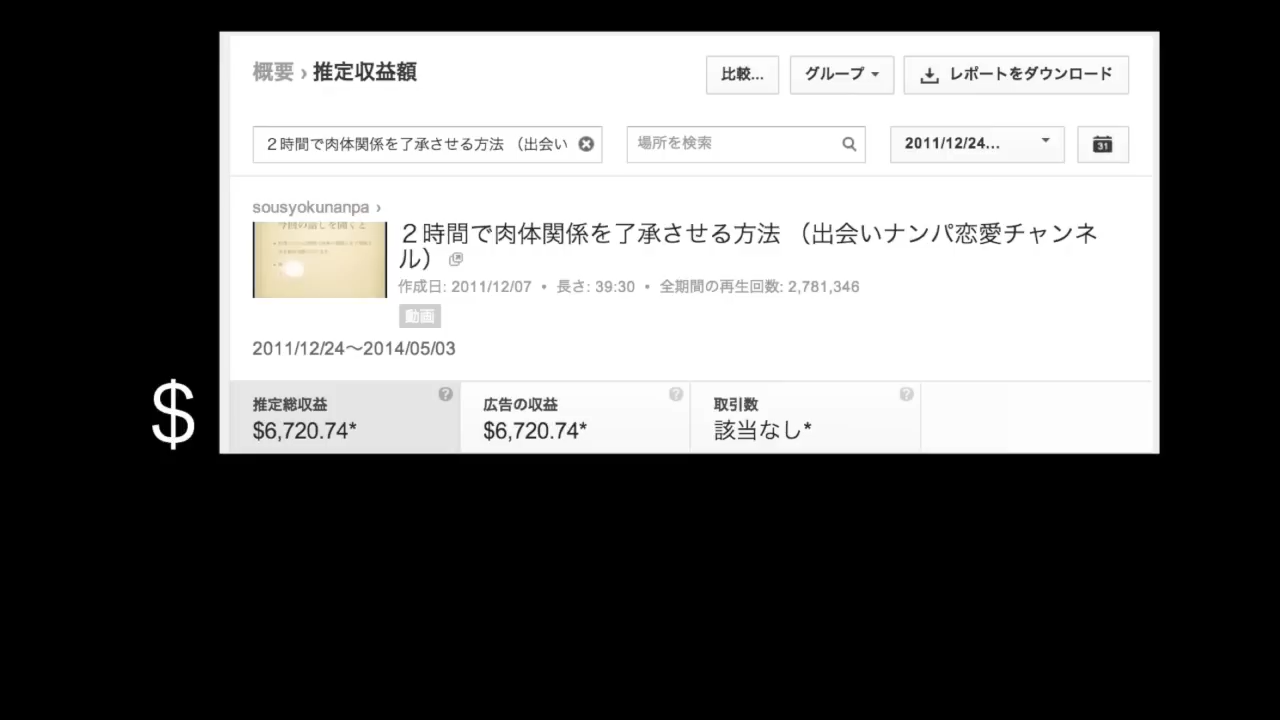 概要 › 推定収益額
比較...
グループ
レポートをダウンロード
２時間で肉体関係を了承させる方法 （出会い
場所を検索
2011/12/24...
31
sousyokunanpa ›
２時間で肉体関係を了承させる方法 （出会いナンパ恋愛チャンネ
ル）
作成日: 2011/12/07 • 長さ: 39:30 • 全期間の再生回数: 2,781,346
動画
2011/12/24〜2014/05/03
$
推定総収益 ?
$6,720.74*
広告の収益 ?
$6,720.74*
取引数 ?
該当なし*